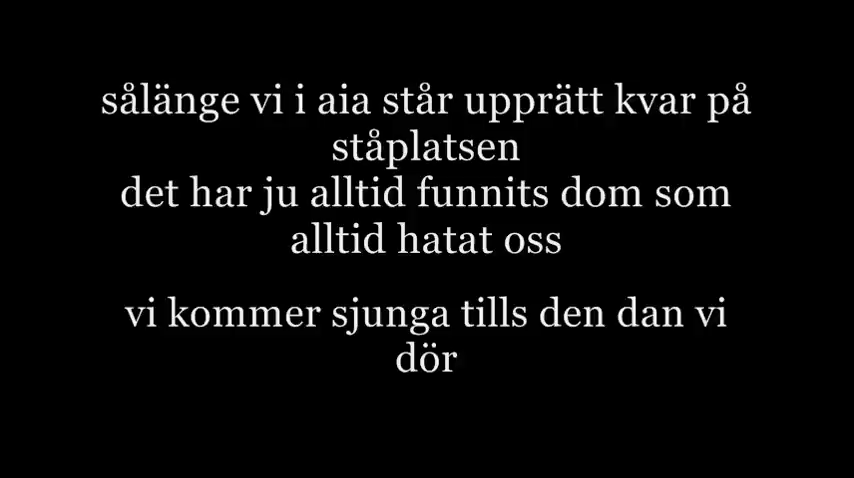 sålänge vi i aia står upprätt kvar på
ståplatsen
det har ju alltid funnits dom som
alltid hatat oss
vi kommer sjunga tills den dan vi
dör